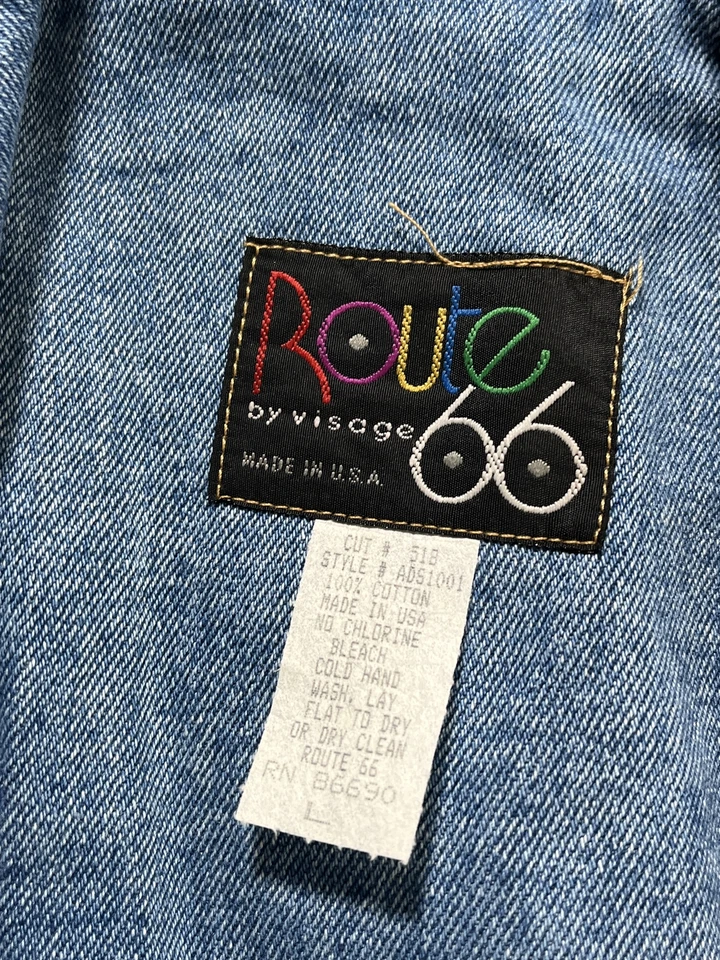 Route
by visage 66
MADE IN U.S.A.
CUT # 518
STYLE # ADS1001
100% COTTON
MADE IN USA
NO CHLORINE
BLEACH
COLD HAND
WASH, LAY
FLAT TO DRY
OR DRY CLEAN
ROUTE 66
RN 86690
L